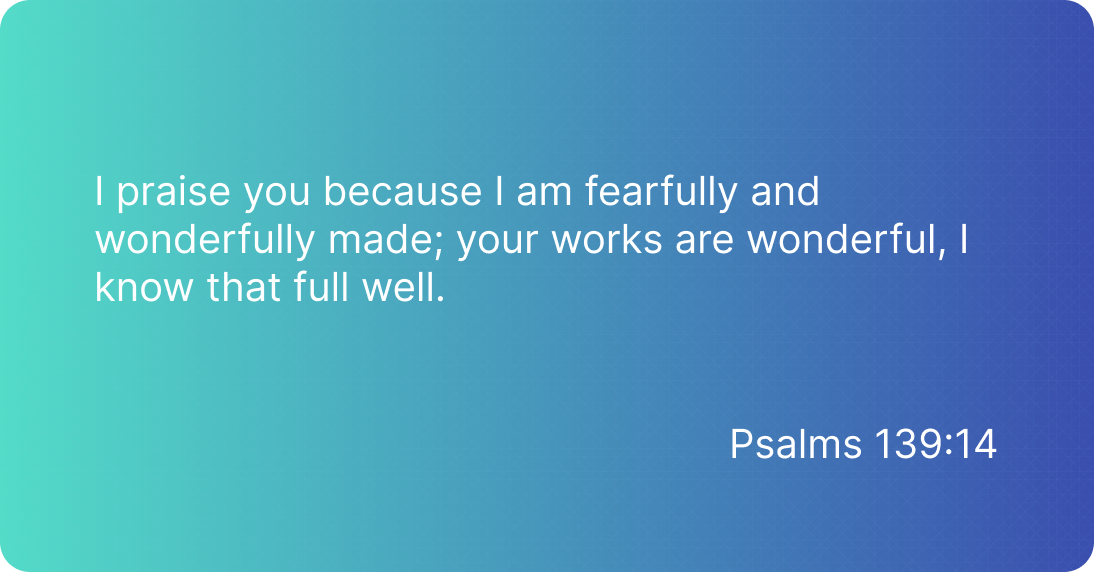 I praise you because I am fearfully and
wonderfully made; your works are wonderful, I
know that full well.
Psalms 139:14